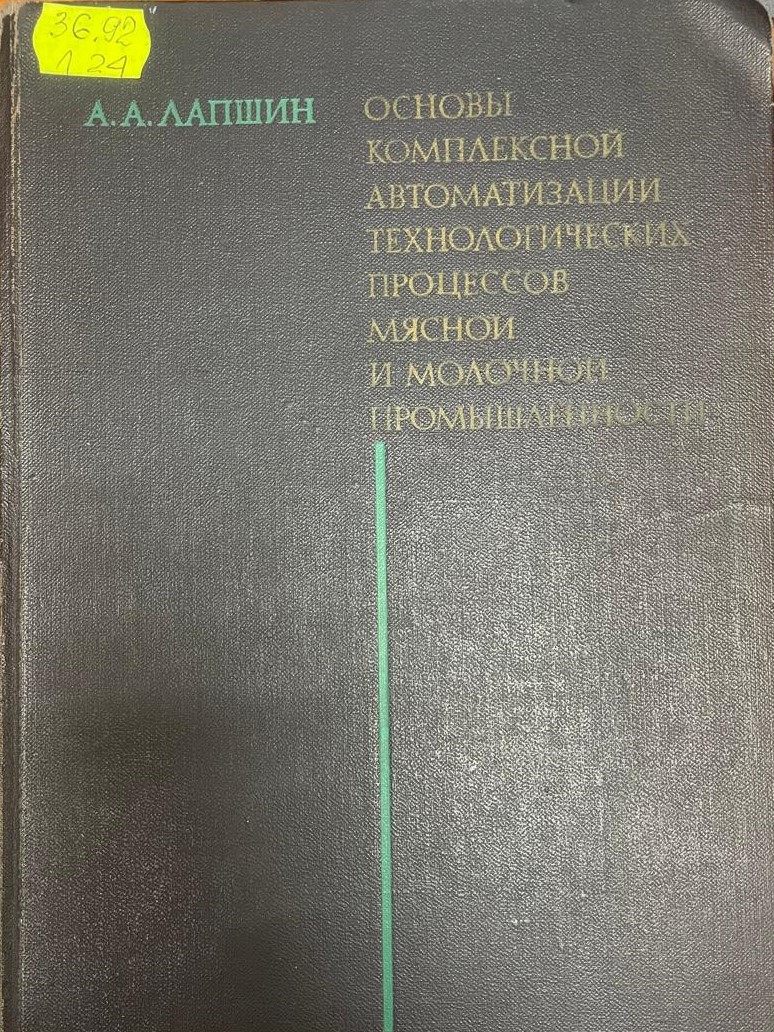 36.92
Л 24
А. А. ЛАПШИН
ОСНОВЫ
КОМПЛЕКСНОЙ
АВТОМАТИЗАЦИИ
ТЕХНОЛОГИЧЕСКИХ
ПРОЦЕССОВ
МЯСНОЙ
И МОЛОЧНОЙ
ПРОМЫШЛЕННОСТИ